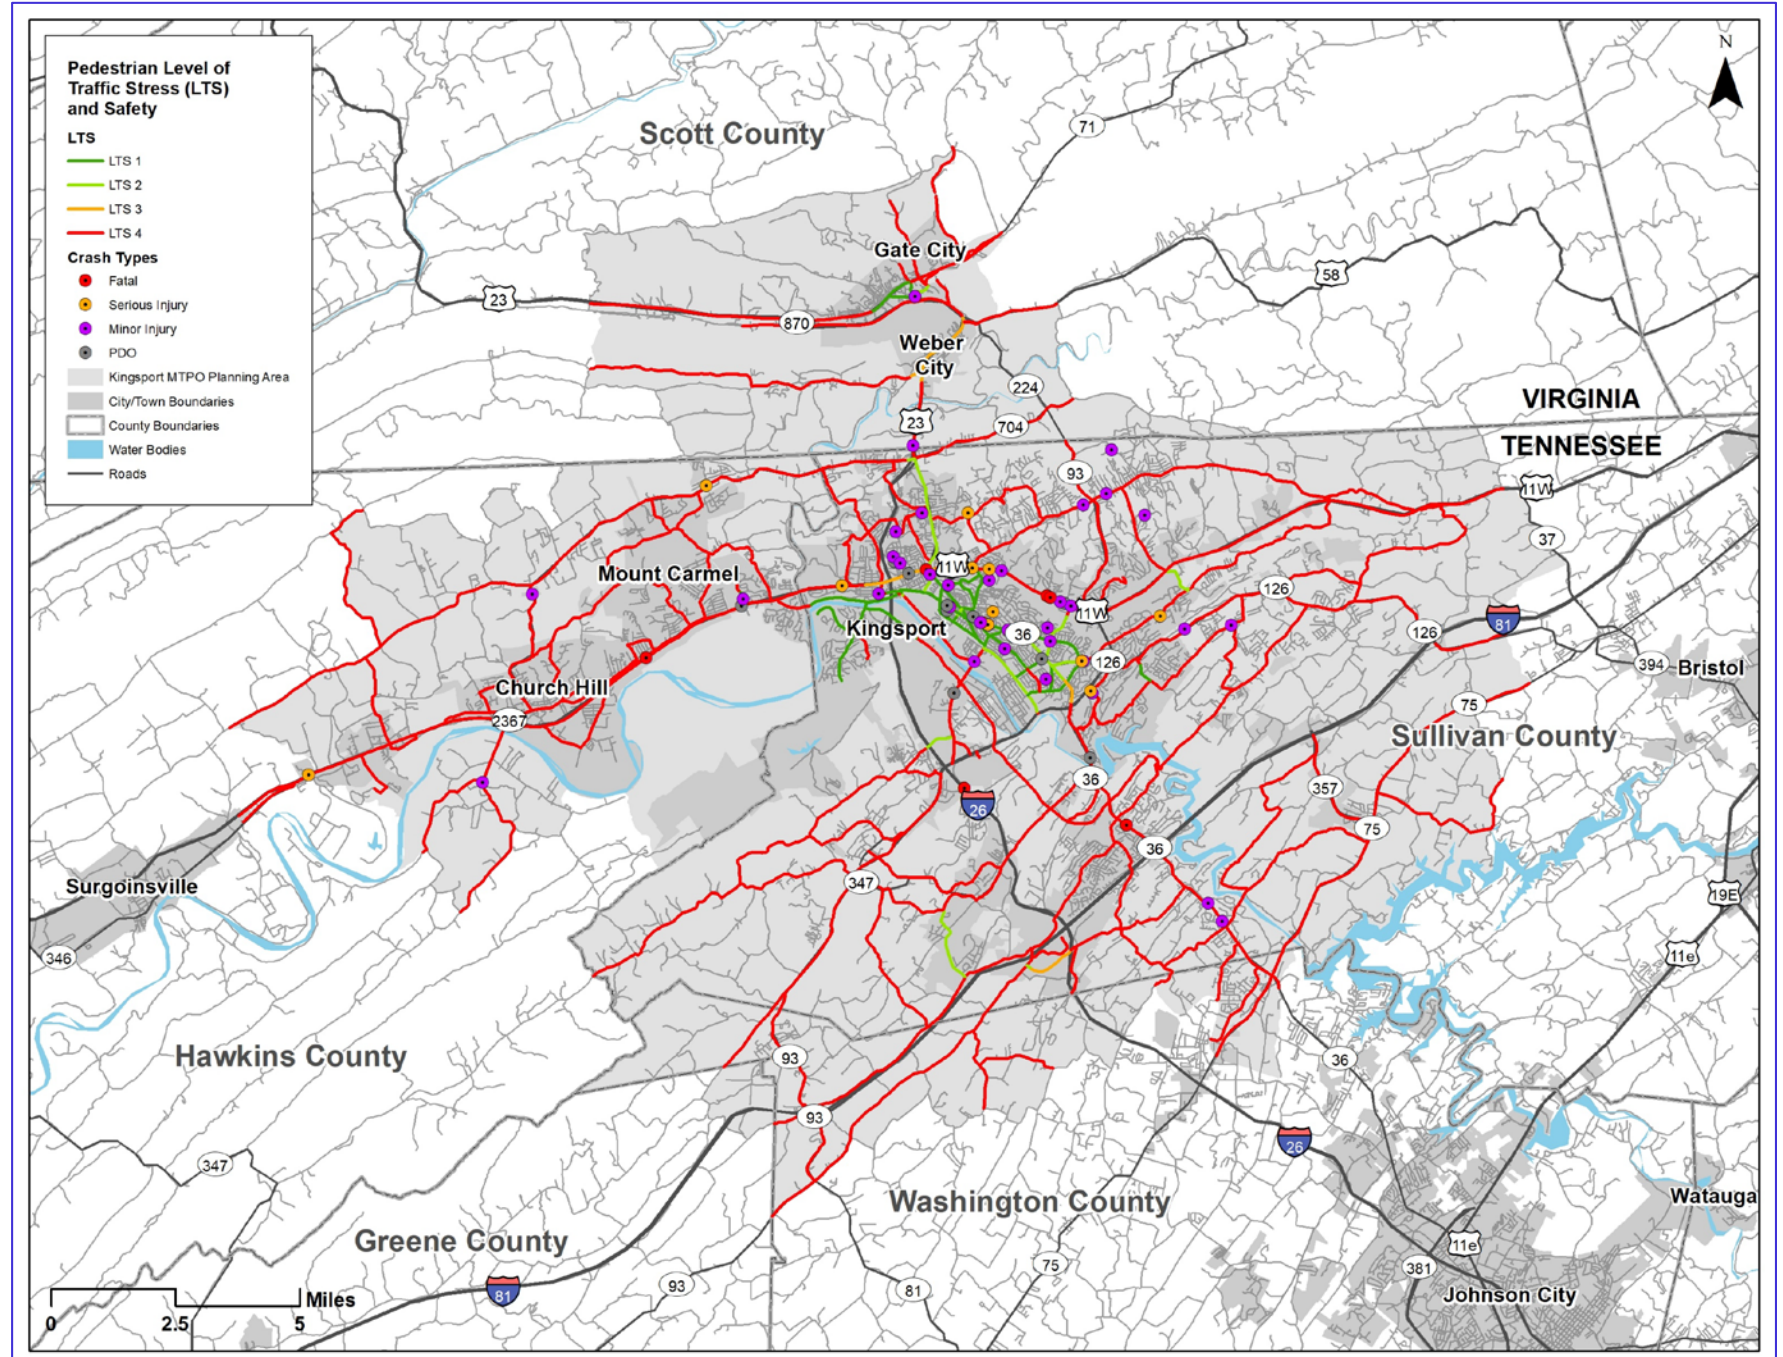 Pedestrian Level of
Traffic Stress (LTS)
and Safety
LTS
LTS 1
LTS 2
LTS 3
LTS 4
Crash Types
Fatal
Serious Injury
Minor Injury
PDO
Kingsport MTPO Planning Area
City/Town Boundaries
County Boundaries
Water Bodies
Roads
N
Scott County
71
Gate City
58
23
870
Weber
City
224
VIRGINIA
23
704
TENNESSEE
93
11W
37
11W
Mount Carmel
126
11W
Kingsport
36
81
126
126
394
Bristol
Church Hill
75
2367
Sullivan County
36
357
26
75
36
347
Surgoinsville
19E
346
11e
Hawkins County
93
36
93
26
347
Washington County
Watauga
Greene County
11e
75
381
93
81
81
Johnson City
Miles
0
2.5
5